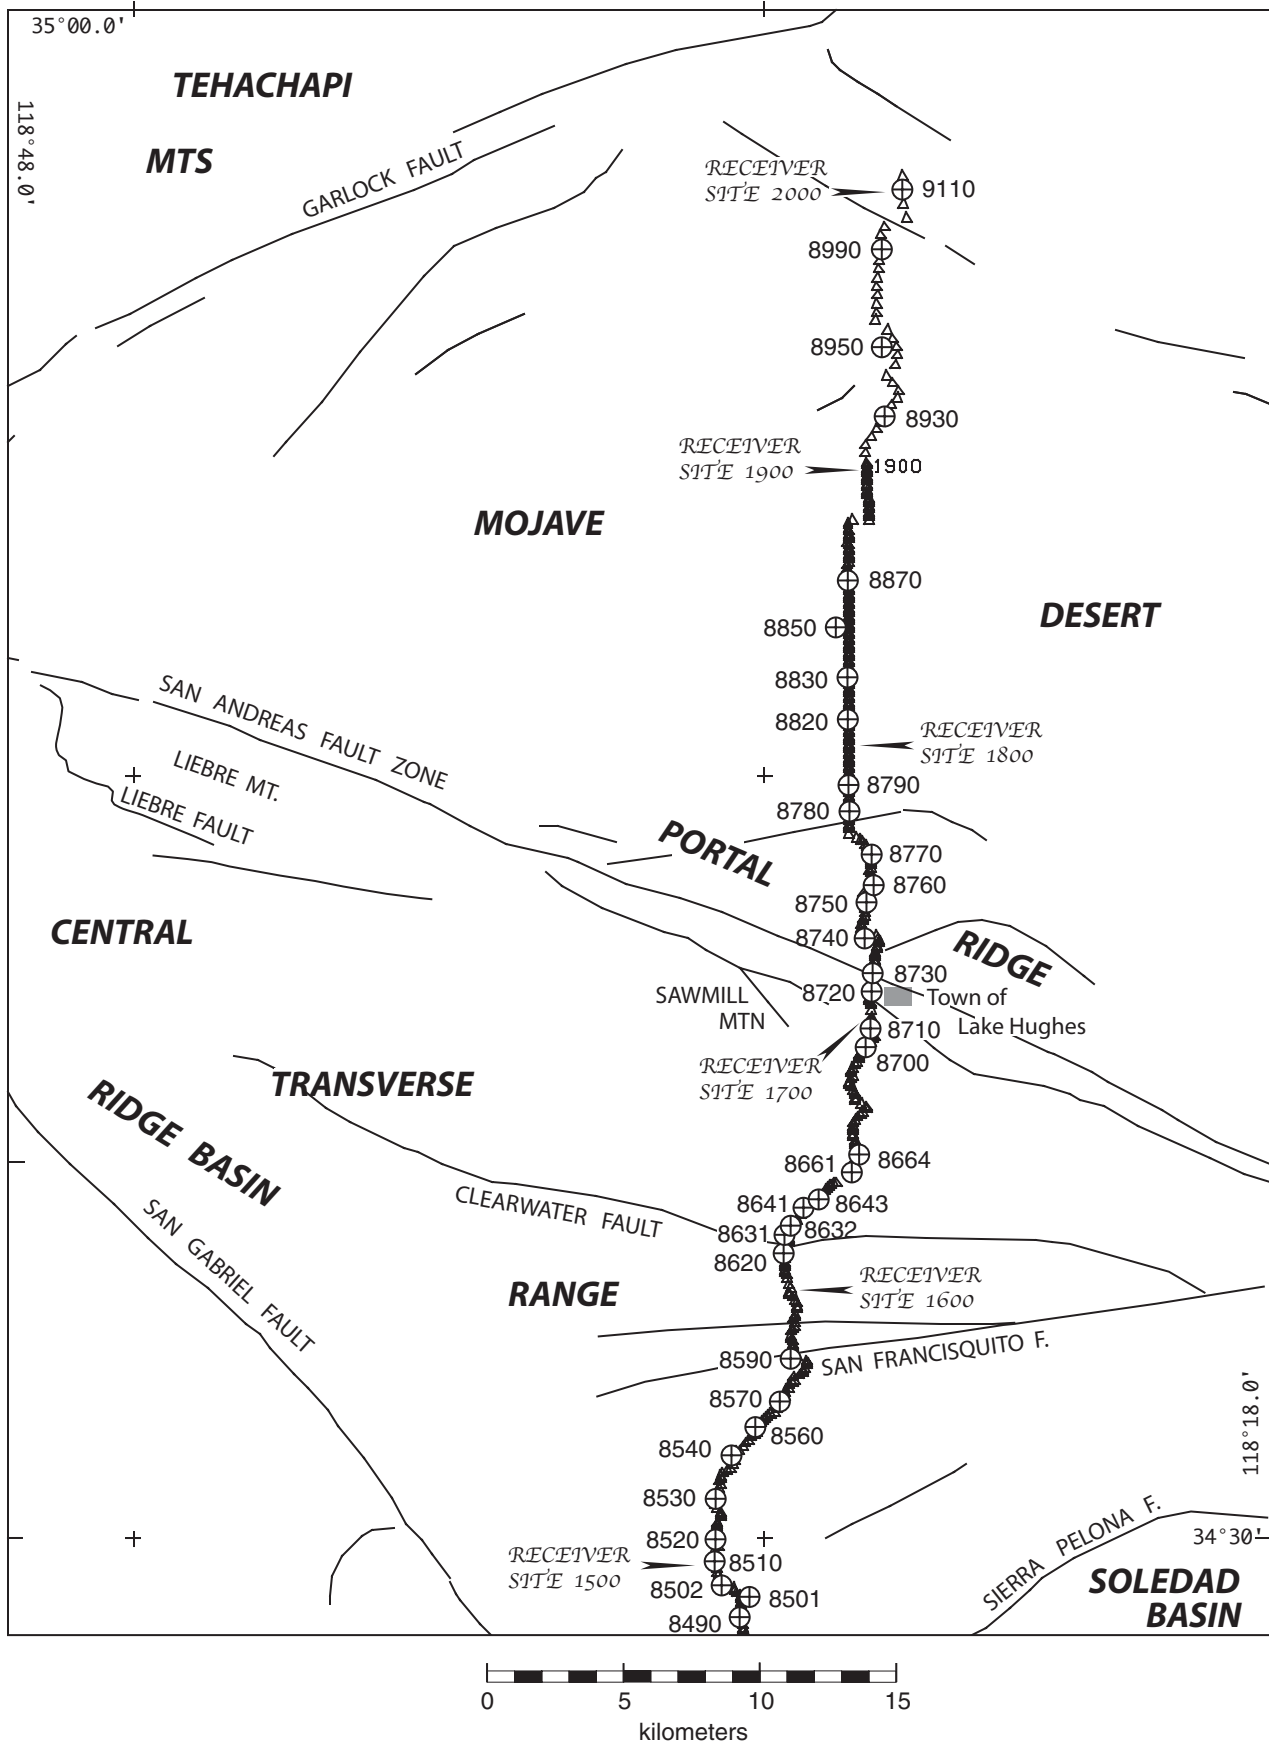 35°00.0'
118°48.0'
TEHACHAPI
MTS
GARLOCK FAULT
RECEIVER
SITE 2000
9110
8990
8950
8930
RECEIVER
SITE 1900
1900
MOJAVE
8870
DESERT
8850
8830
8820
RECEIVER
SITE 1800
SAN ANDREAS FAULT ZONE
LIEBRE MT.
LIEBRE FAULT
8790
8780
PORTAL
8770
8760
8750
CENTRAL
8740
RIDGE
8730
8720
Town of
Lake Hughes
SAWMILL
MTN
8710
8700
RECEIVER
SITE 1700
TRANSVERSE
RIDGE BASIN
8664
8661
8643
8641
8632
8631
CLEARWATER FAULT
SAN GABRIEL FAULT
8620
RANGE
RECEIVER
SITE 1600
8590
SAN FRANCISQUITO F.
8570
8560
8540
118°18.0'
8530
8520
34°30'
8510
RECEIVER
SITE 1500
8502
8501
8490
SIERRA PELONA F.
SOLEDAD
BASIN
0 5 10 15
kilometers